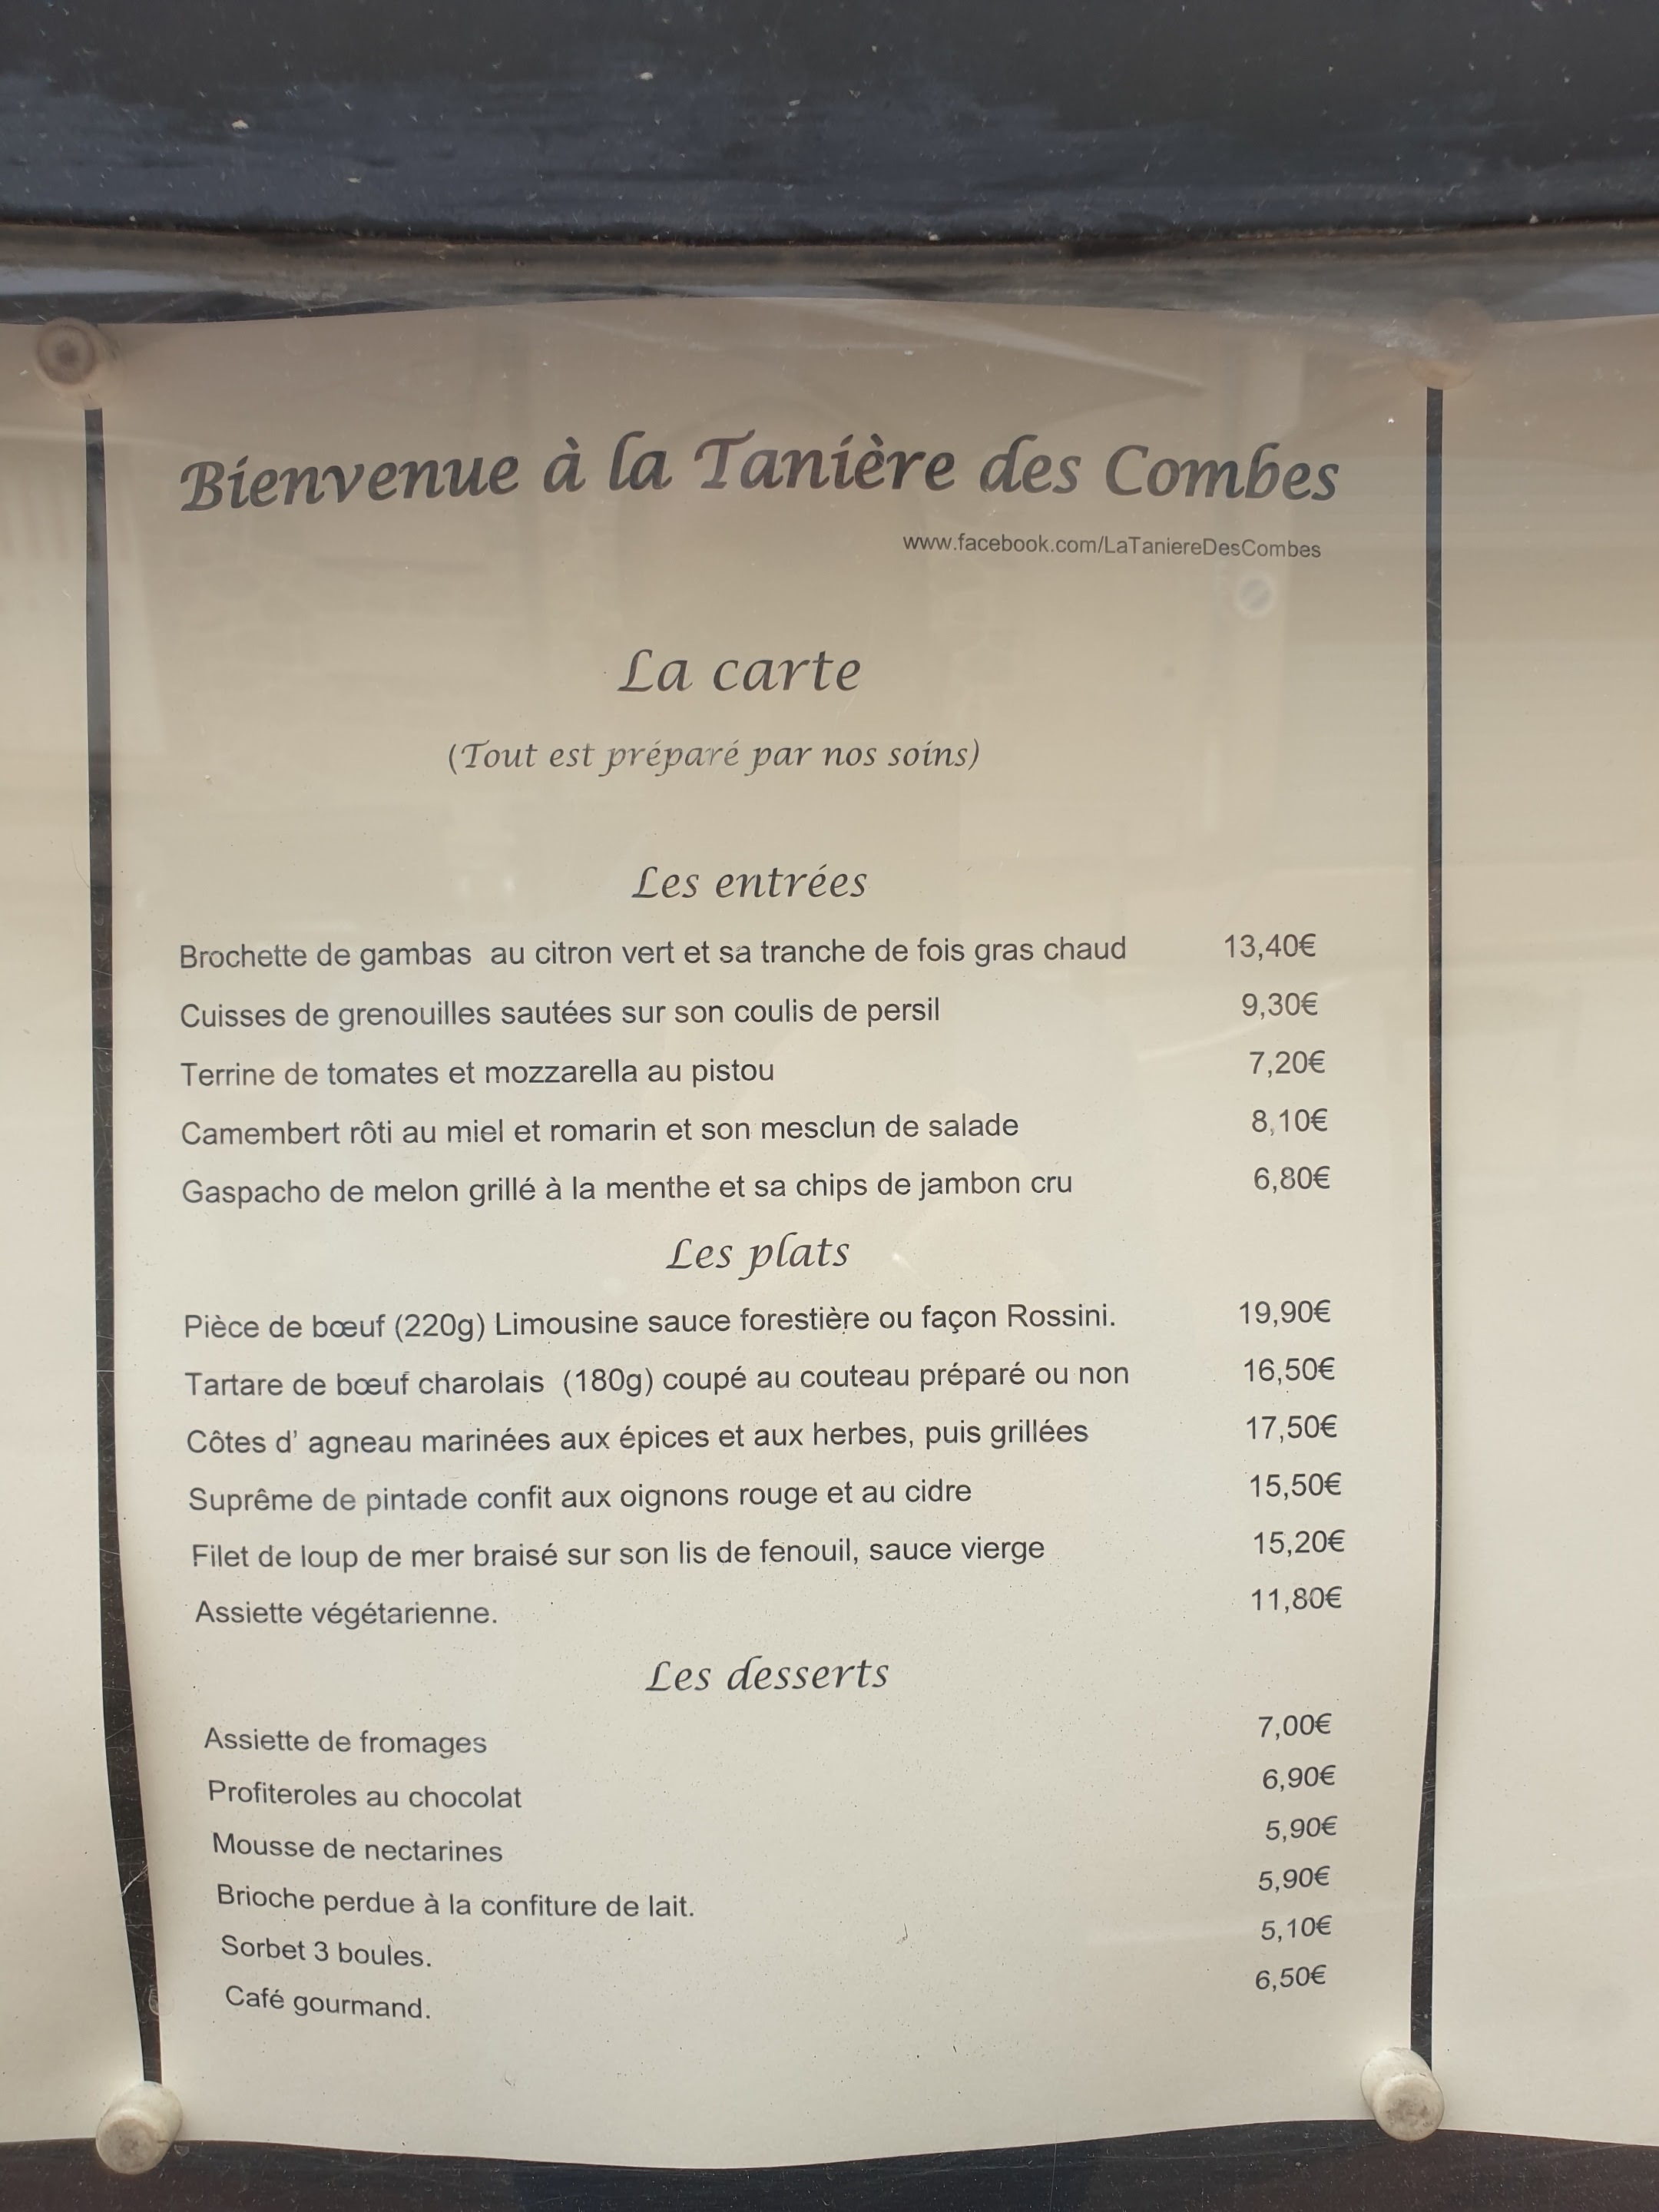 Bienvenue à la Tanière des Combes
www.facebook.com/LaTaniereDesCombes
La carte
(Tout est préparé par nos soins)
Les entrées
Brochette de gambas au citron vert et sa tranche de fois gras chaud 13,40€
Cuisses de grenouilles sautées sur son coulis de persil 9,30€
Terrine de tomates et mozzarella au pistou 7,20€
Camembert rôti au miel et romarin et son mesclun de salade 8,10€
Gaspacho de melon grillé à la menthe et sa chips de jambon cru 6,80€
Les plats
Pièce de bœuf (220g) Limousine sauce forestière ou façon Rossini. 19,90€
Tartare de bœuf charolais (180g) coupé au couteau préparé ou non 16,50€
Côtes d' agneau marinées aux épices et aux herbes, puis grillées 17,50€
Suprême de pintade confit aux oignons rouge et au cidre 15,50€
Filet de loup de mer braisé sur son lis de fenouil, sauce vierge 15,20€
Assiette végétarienne. 11,80€
Les desserts
Assiette de fromages 7,00€
Profiteroles au chocolat 6,90€
Mousse de nectarines 5,90€
Brioche perdue à la confiture de lait. 5,90€
Sorbet 3 boules. 5,10€
Café gourmand. 6,50€